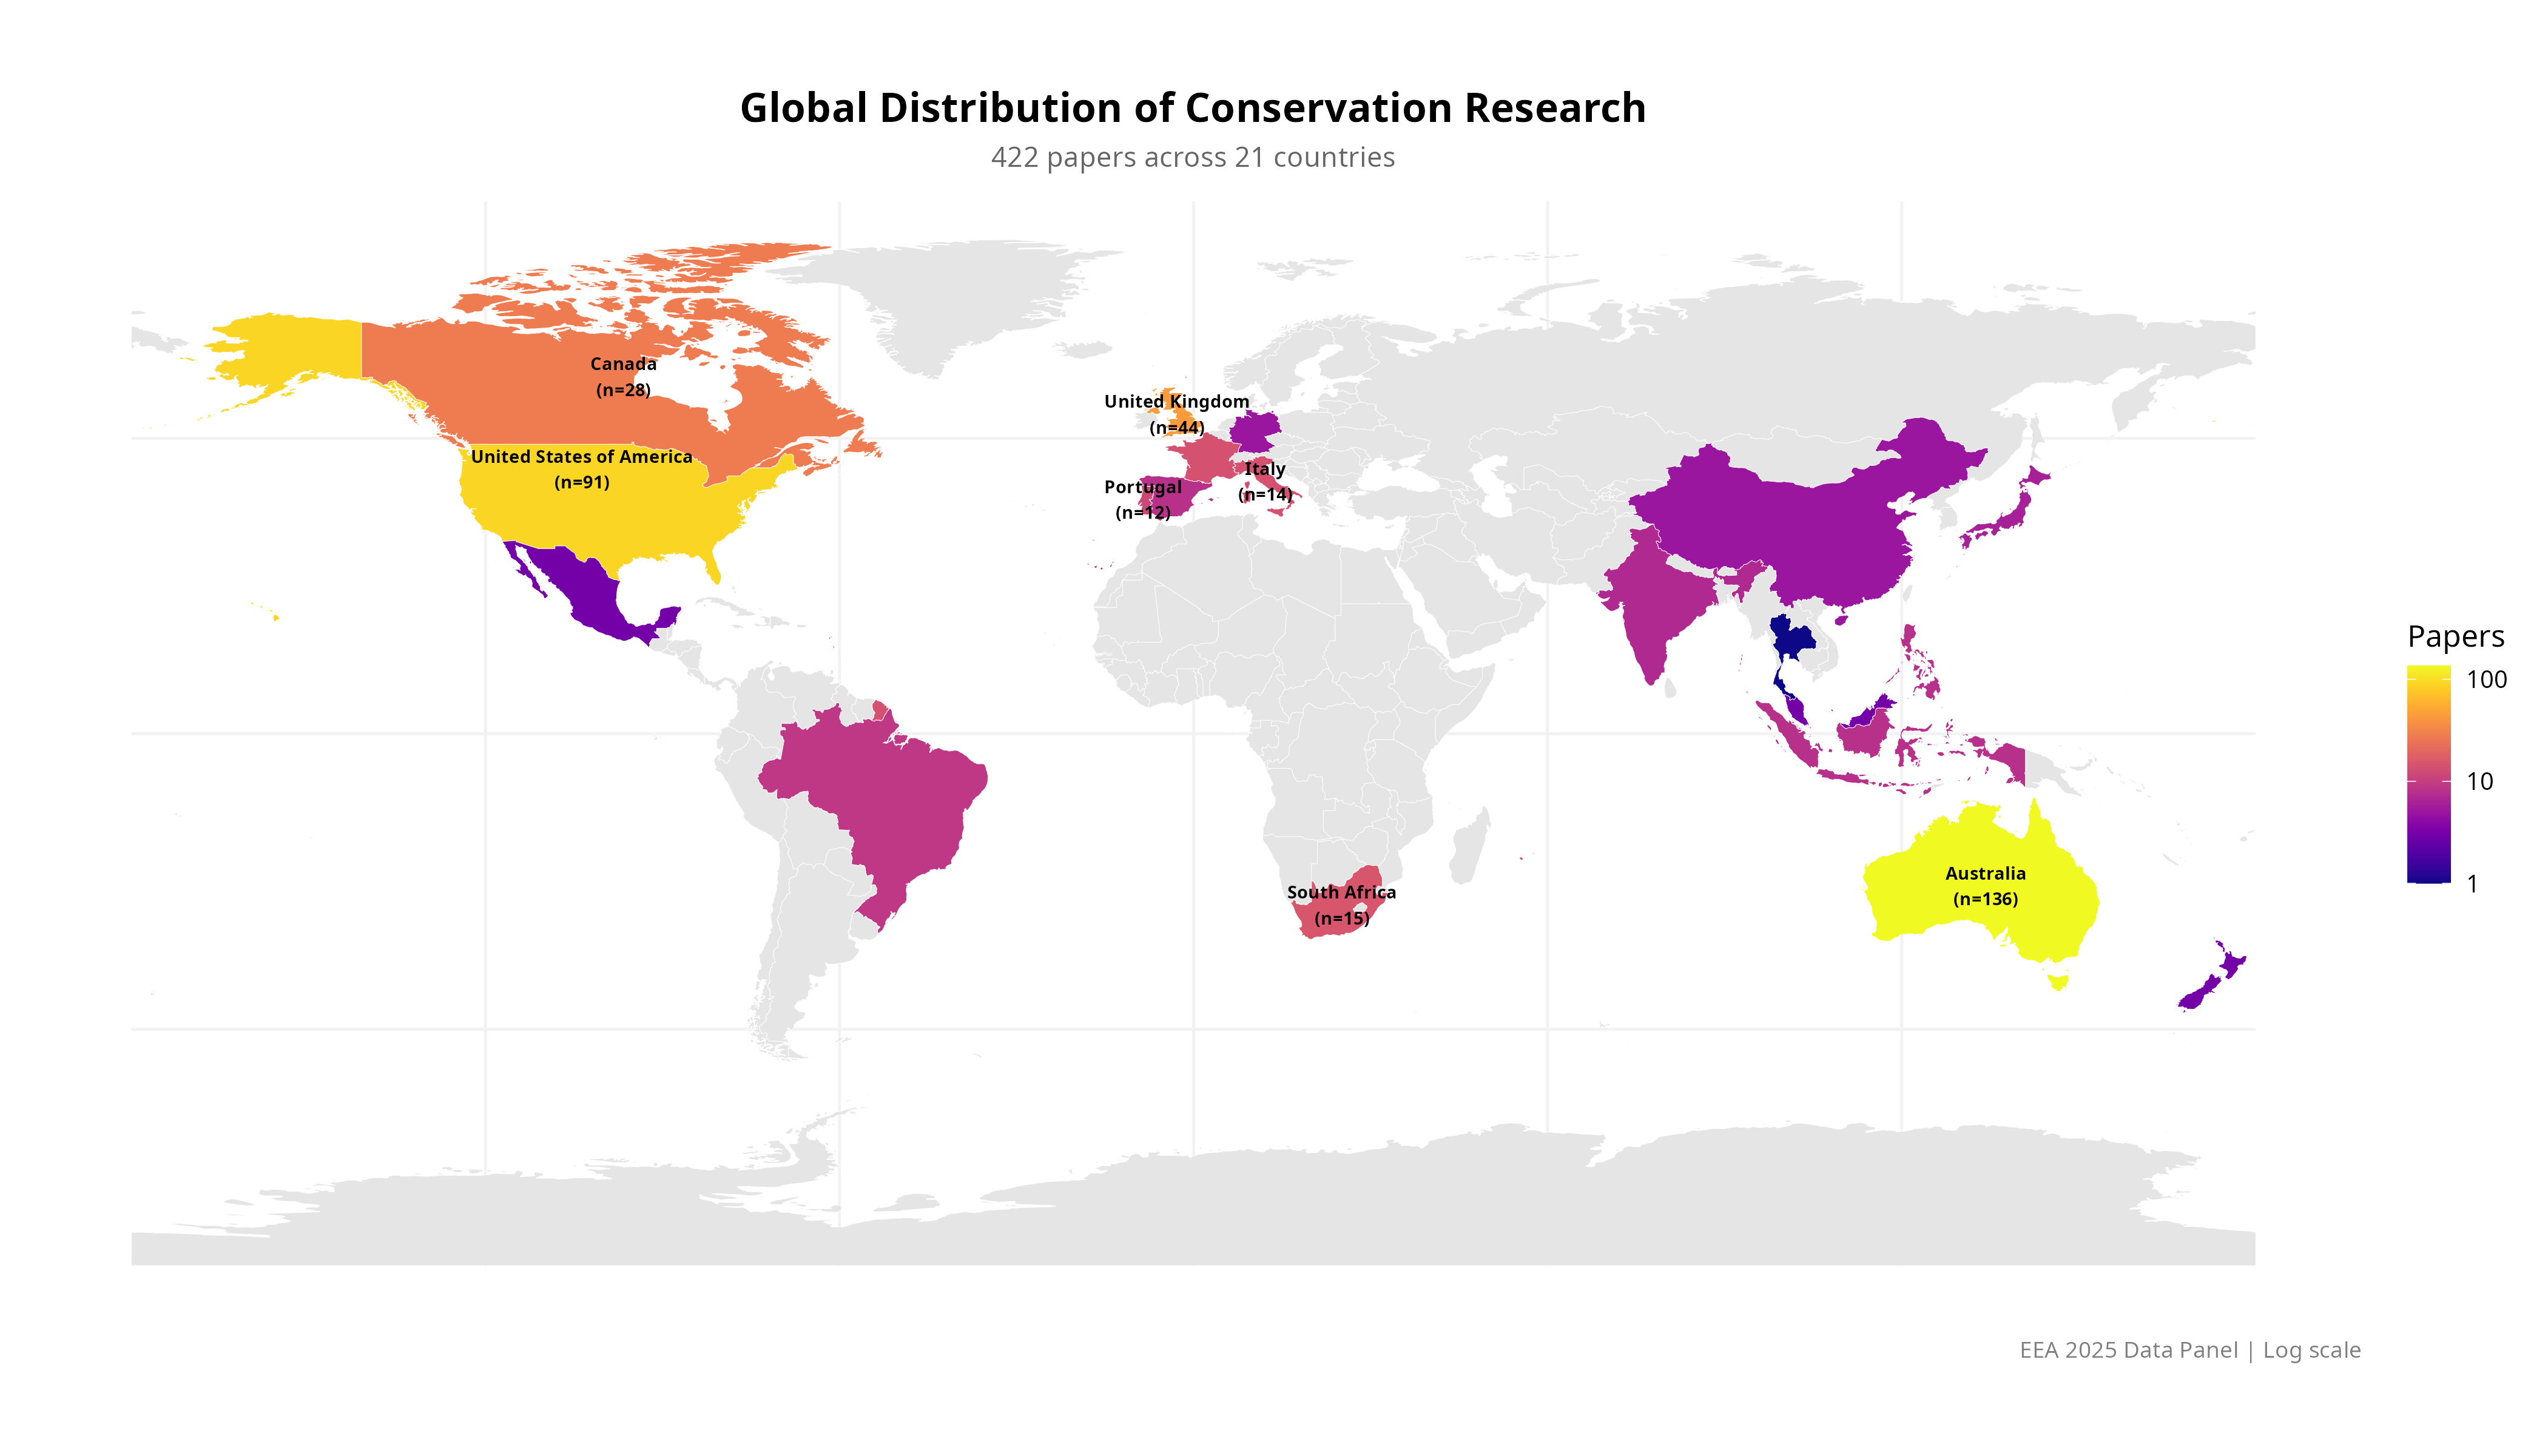 Global Distribution of Conservation Research
422 papers across 21 countries
Canada
(n=28)
United Kingdom
(n=44)
United States of America
(n=91)
Italy
(n=14)
Portugal
(n=12)
South Africa
(n=15)
Australia
(n=136)
Papers
100
10
1
EEA 2025 Data Panel | Log scale